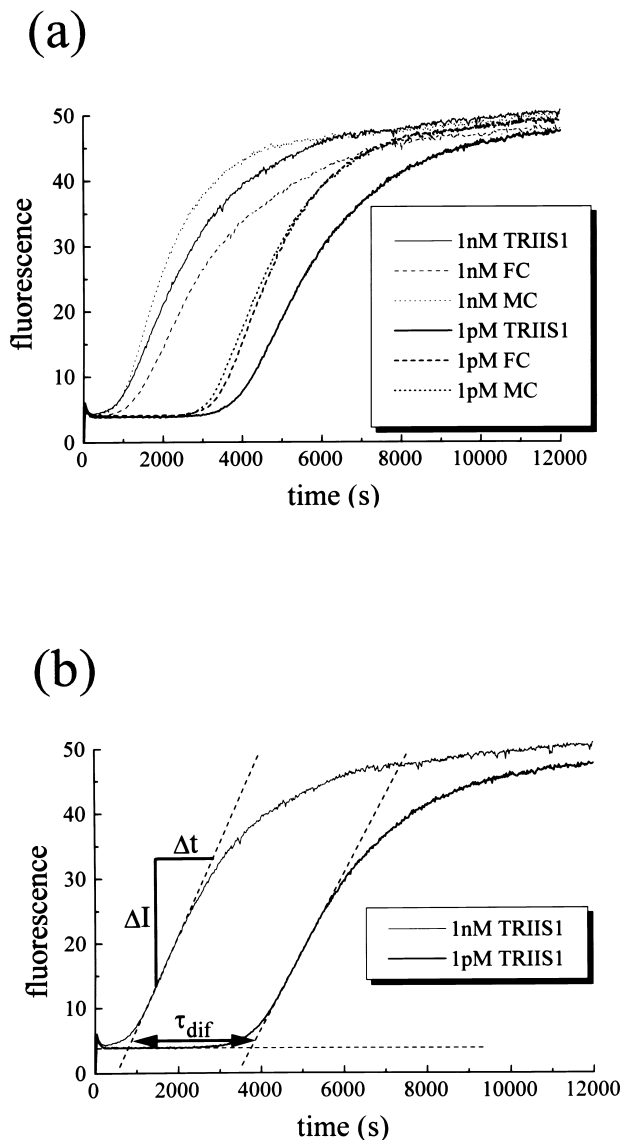 (a)
50
40
30
20
10
0
fluorescence
1nM TRIIS1
1nM FC
1nM MC
1pM TRIIS1
1pM FC
1pM MC
0 2000 4000 6000 8000 10000 12000
time (s)
(b)
50
40
30
20
10
0
fluorescence
Δt
ΔI
τdif
1nM TRIIS1
1pM TRIIS1
0 2000 4000 6000 8000 10000 12000
time (s)